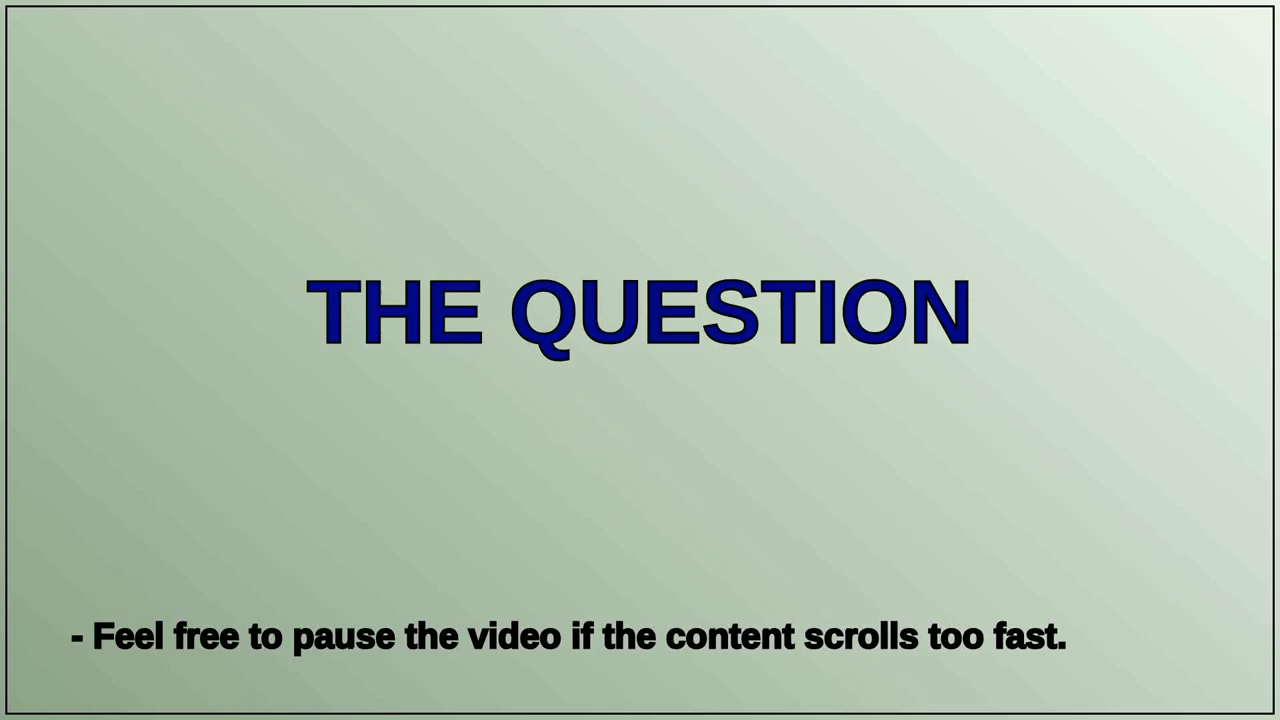 THE QUESTION
- Feel free to pause the video if the content scrolls too fast.